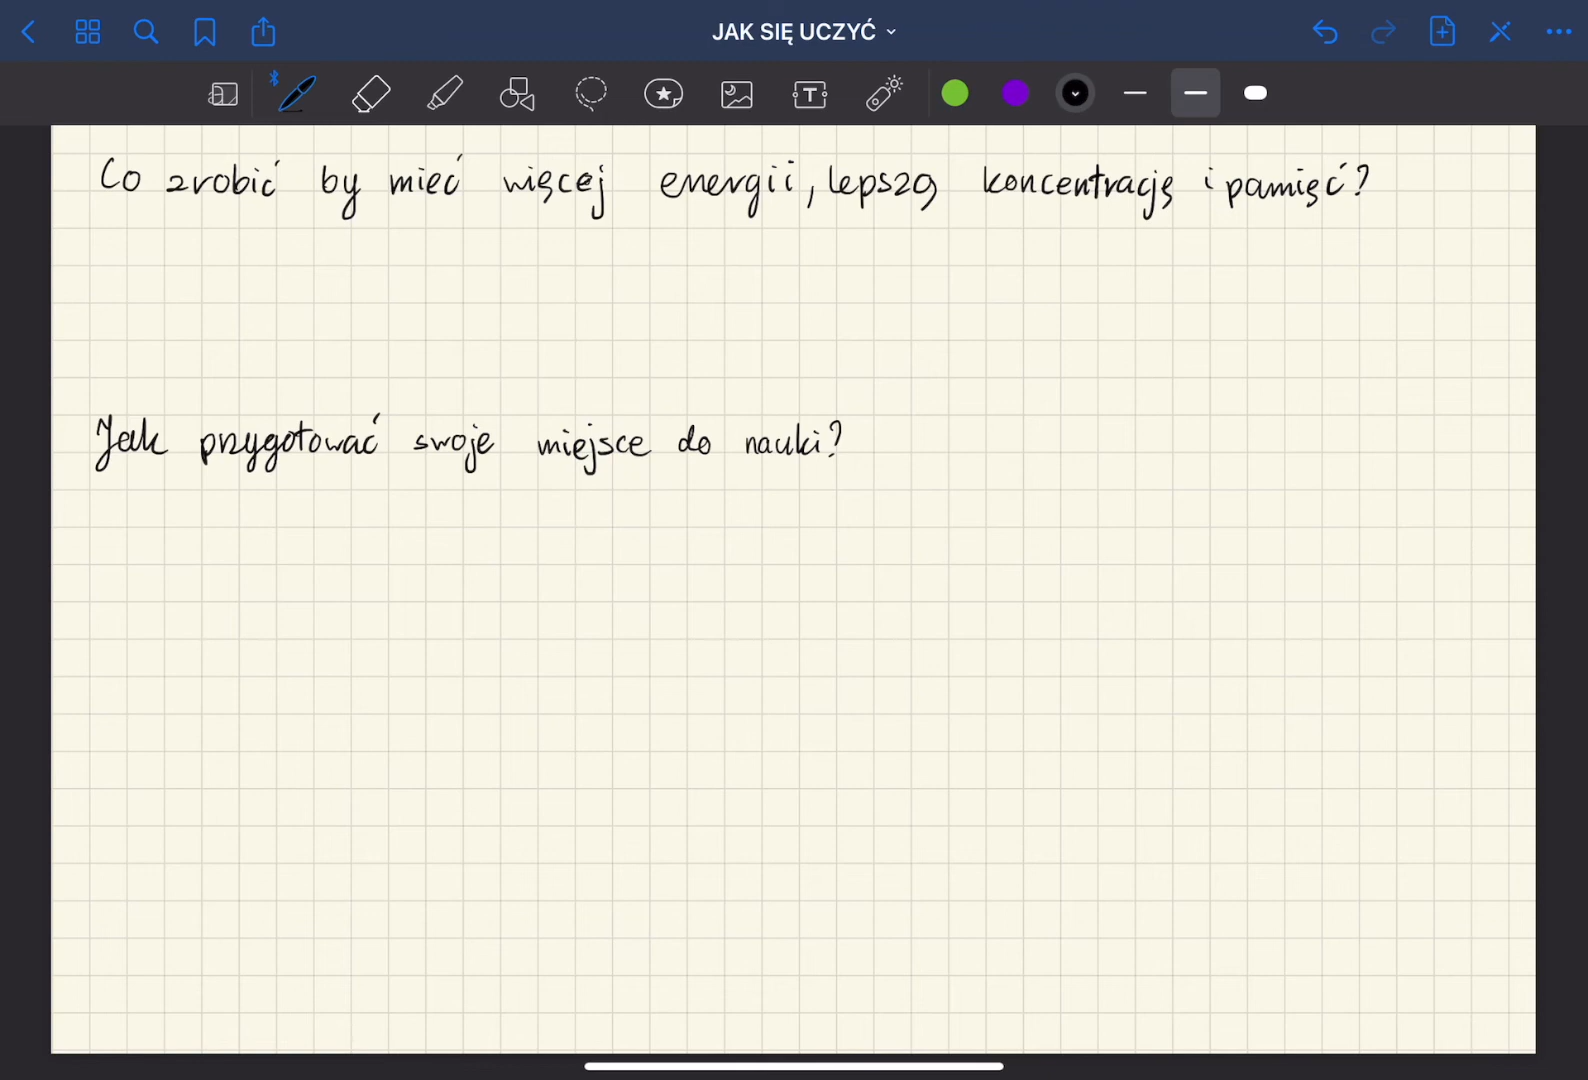 JAK SIĘ UCZYĆ
Co zrobić by mieć więcej energii, lepszą koncentrację i pamięć?
Jak przygotować swoje miejsce do nauki?